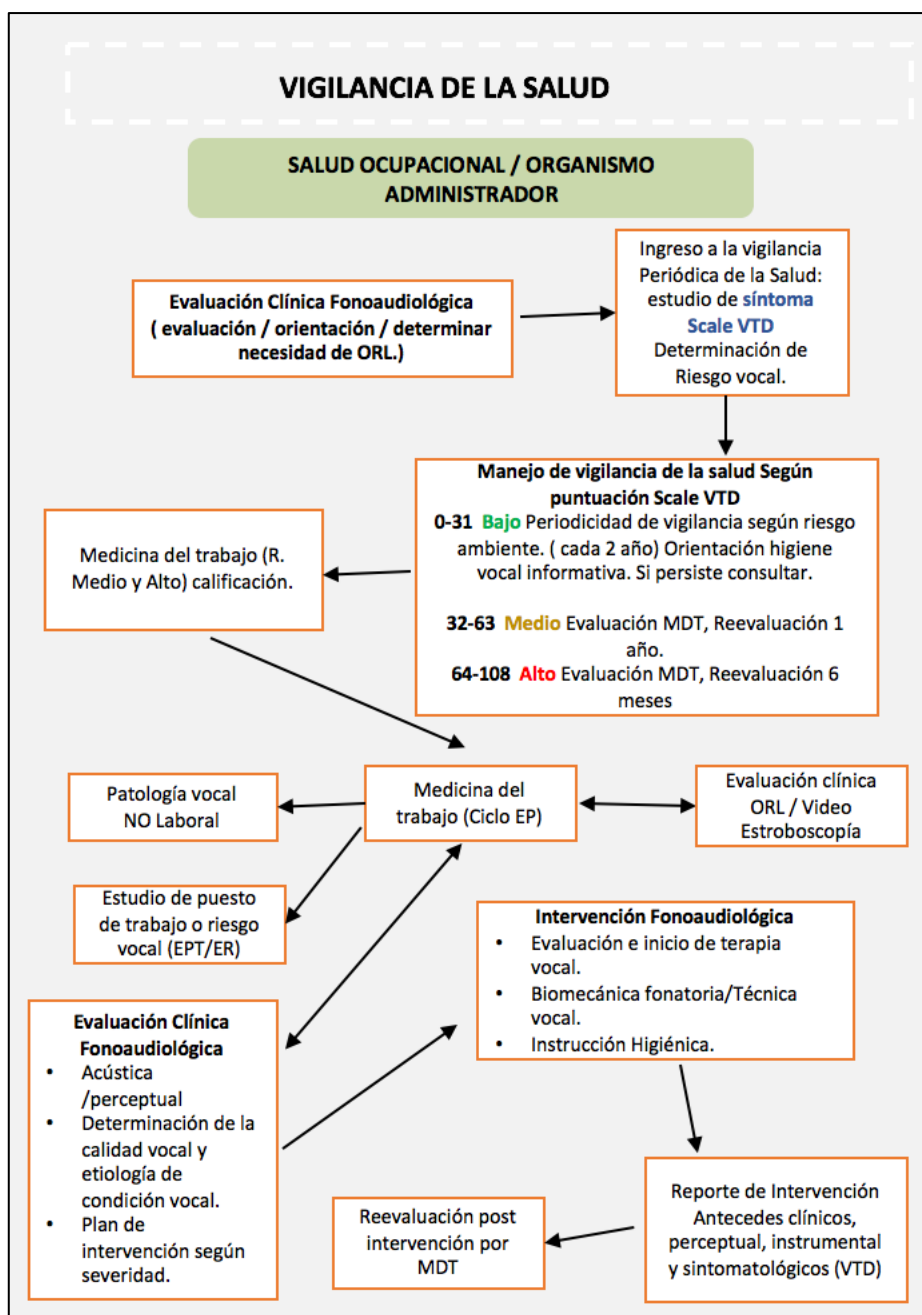 VIGILANCIA DE LA SALUD
SALUD OCUPACIONAL / ORGANISMO
ADMINISTRADOR
Evaluación Clínica Fonoaudiológica
( evaluación / orientación / determinar
necesidad de ORL.)
Ingreso a la vigilancia
Periódica de la Salud:
estudio de síntoma
Scale VTD
Determinación de
Riesgo vocal.
Manejo de vigilancia de la salud Según
puntuación Scale VTD
0-31 Bajo Periodicidad de vigilancia según riesgo
ambiente. ( cada 2 año) Orientación higiene
vocal informativa. Si persiste consultar.
32-63 Medio Evaluación MDT, Reevaluación 1
año.
64-108 Alto Evaluación MDT, Reevaluación 6
meses
Medicina del trabajo (R.
Medio y Alto) calificación.
Patología vocal
NO Laboral
Medicina del
trabajo (Ciclo EP)
Evaluación clínica
ORL / Video
Estroboscopía
Estudio de puesto
de trabajo o riesgo
vocal (EPT/ER)
Intervención Fonoaudiológica
• Evaluación e inicio de terapia
vocal.
• Biomecánica fonatoria/Técnica
vocal.
• Instrucción Higiénica.
Evaluación Clínica
Fonoaudiológica
• Acústica
/perceptual
• Determinación de la
calidad vocal y
etiología de
condición vocal.
• Plan de
intervención según
severidad.
Reevaluación post
intervención por
MDT
Reporte de Intervención
Antecedes clínicos,
perceptual, instrumental
y sintomatológicos (VTD)